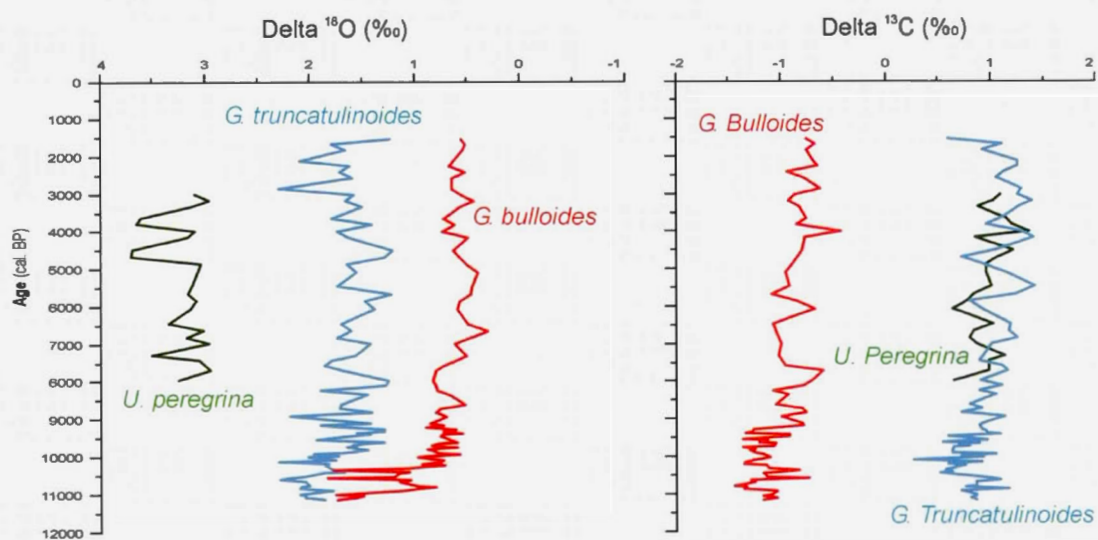 Delta ¹⁸O (‰)
Delta ¹³C (‰)
4 3 2 1 0 -1
-2 -1 0 1 2
0
1000
2000
3000
4000
5000
6000
7000
8000
9000
10000
11000
12000
Age (cal. BP)
G. truncatulinoides
G. bulloides
U. peregrina
G. Bulloides
U. Peregrina
G. Truncatulinoides